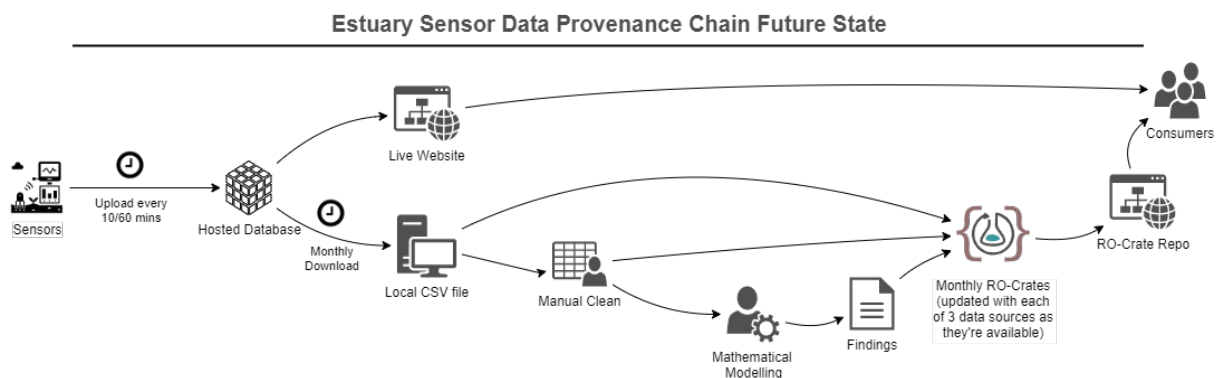 Estuary Sensor Data Provenance Chain Future State
Live Website
Consumers
Sensors
Upload every
10/60 mins
Hosted Database
Monthly
Download
Local CSV file
Manual Clean
Mathematical
Modelling
Findings
Monthly RO-Crates
(updated with each
of 3 data sources as
they're available)
RO-Crate Repo